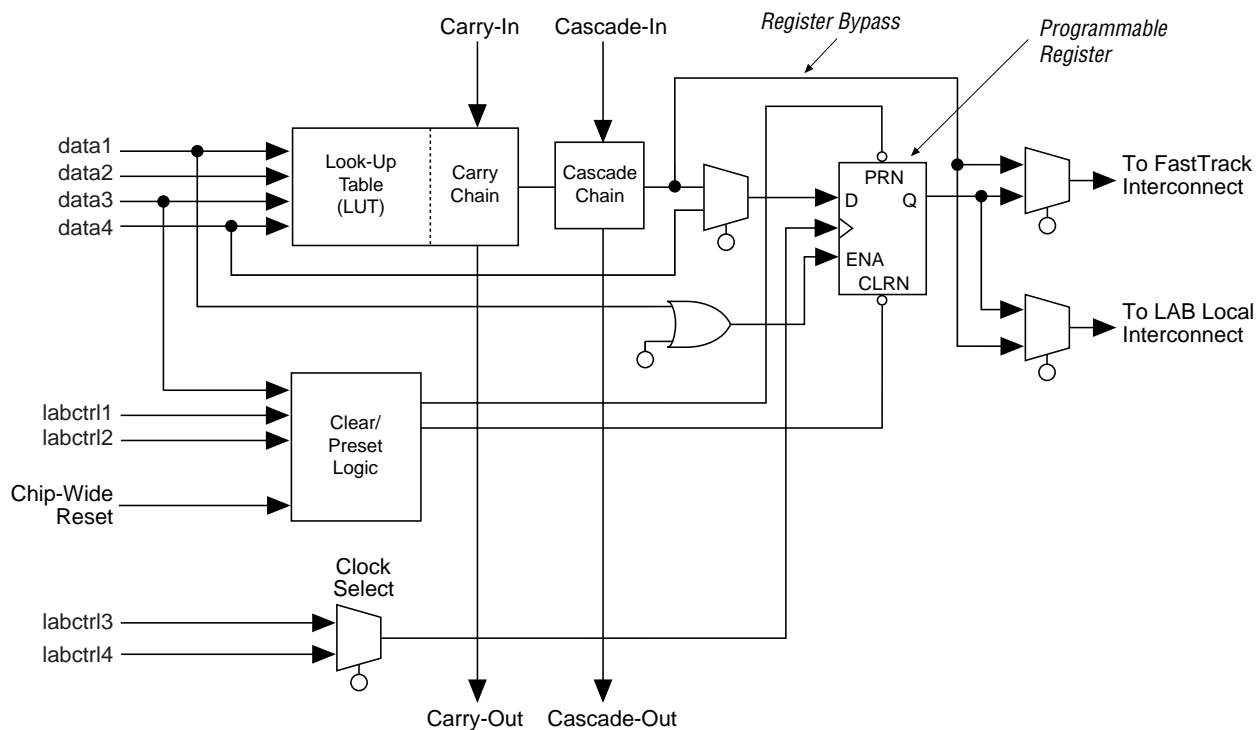 Carry-In
Cascade-In
Register Bypass
Programmable
Register
data1
data2
data3
data4
Look-Up
Table
(LUT)
Carry
Chain
Cascade
Chain
PRN
D
Q
ENA
CLRN
To FastTrack
Interconnect
To LAB Local
Interconnect
labctrl1
labctrl2
Clear/
Preset
Logic
Chip-Wide
Reset
Clock
Select
labctrl3
labctrl4
Carry-Out
Cascade-Out